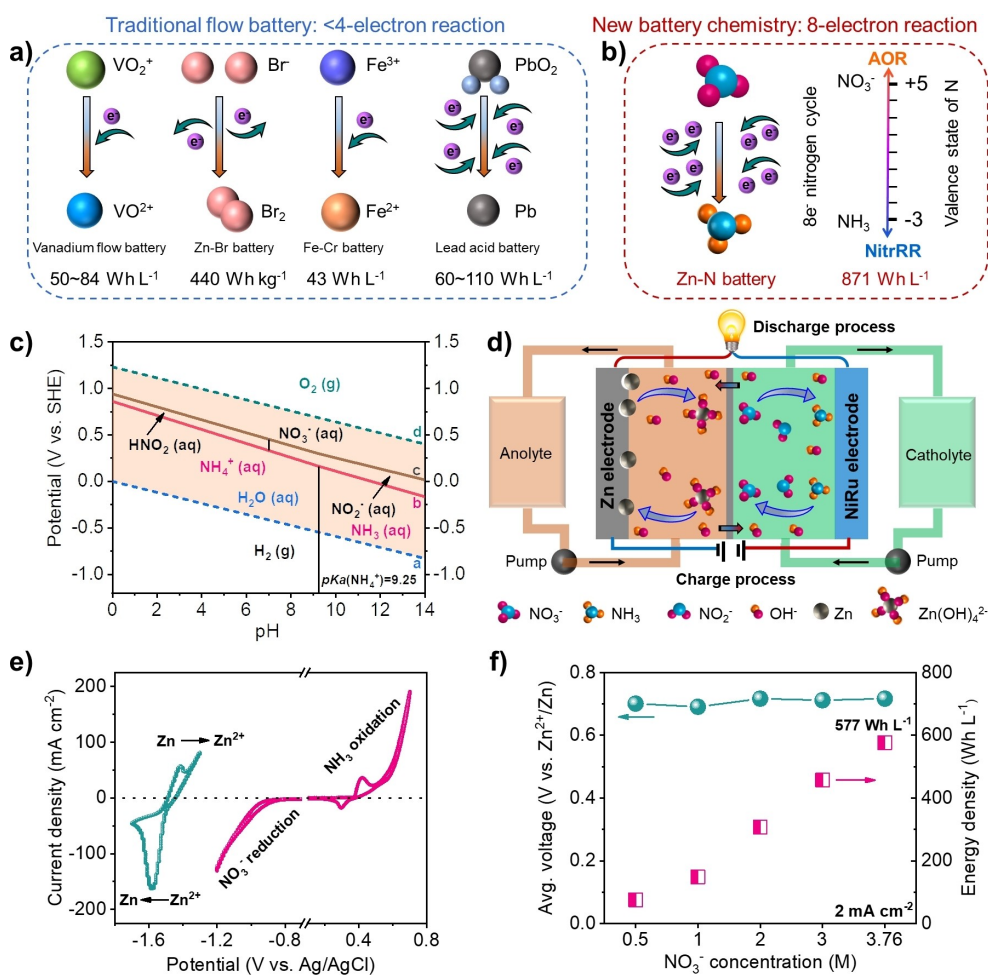 Traditional flow battery: <4-electron reaction
New battery chemistry: 8-electron reaction
a)
VO₂⁺
Br⁻
Fe³⁺
PbO₂
e⁻
e⁻
e⁻
e⁻
e⁻
e⁻
e⁻
e⁻
VO²⁺
Br₂
Fe²⁺
Pb
Vanadium flow battery
Zn-Br battery
Fe-Cr battery
Lead acid battery
50~84 Wh L⁻¹
440 Wh kg⁻¹
43 Wh L⁻¹
60~110 Wh L⁻¹
b)
AOR
NO₃⁻
+5
e⁻
e⁻
e⁻
e⁻
e⁻
e⁻
e⁻
e⁻
8e⁻ nitrogen cycle
Valence state of N
NH₃
-3
NitrRR
Zn-N battery
871 Wh L⁻¹
c)
Potential (V vs. SHE)
1.5
1.0
0.5
0.0
-0.5
-1.0
O₂ (g)
d
HNO₂ (aq)
NO₃⁻ (aq)
c
NH₄⁺ (aq)
b
H₂O (aq)
NO₂⁻ (aq)
NH₃ (aq)
H₂ (g)
a
pKa(NH₄⁺)=9.25
0
2
4
6
8
10
12
14
pH
d)
Discharge process
Anolyte
Zn electrode
NiRu electrode
Catholyte
Pump
Pump
Charge process
NO₃⁻
NH₃
NO₂⁻
OH⁻
Zn
Zn(OH)₄²⁻
e)
Current density (mA cm⁻²)
200
100
0
-100
-200
Zn
Zn²⁺
NH₃ oxidation
NO₃⁻ reduction
Zn
Zn²⁺
-1.6
-1.2
-0.8
0.4
0.8
Potential (V vs. Ag/AgCl)
f)
Avg. voltage (V vs. Zn²⁺/Zn)
0.8
0.6
0.4
0.2
0.0
577 Wh L⁻¹
2 mA cm⁻²
800
600
400
200
0
Energy density (Wh L⁻¹)
0.5
1
2
3
3.76
NO₃⁻ concentration (M)